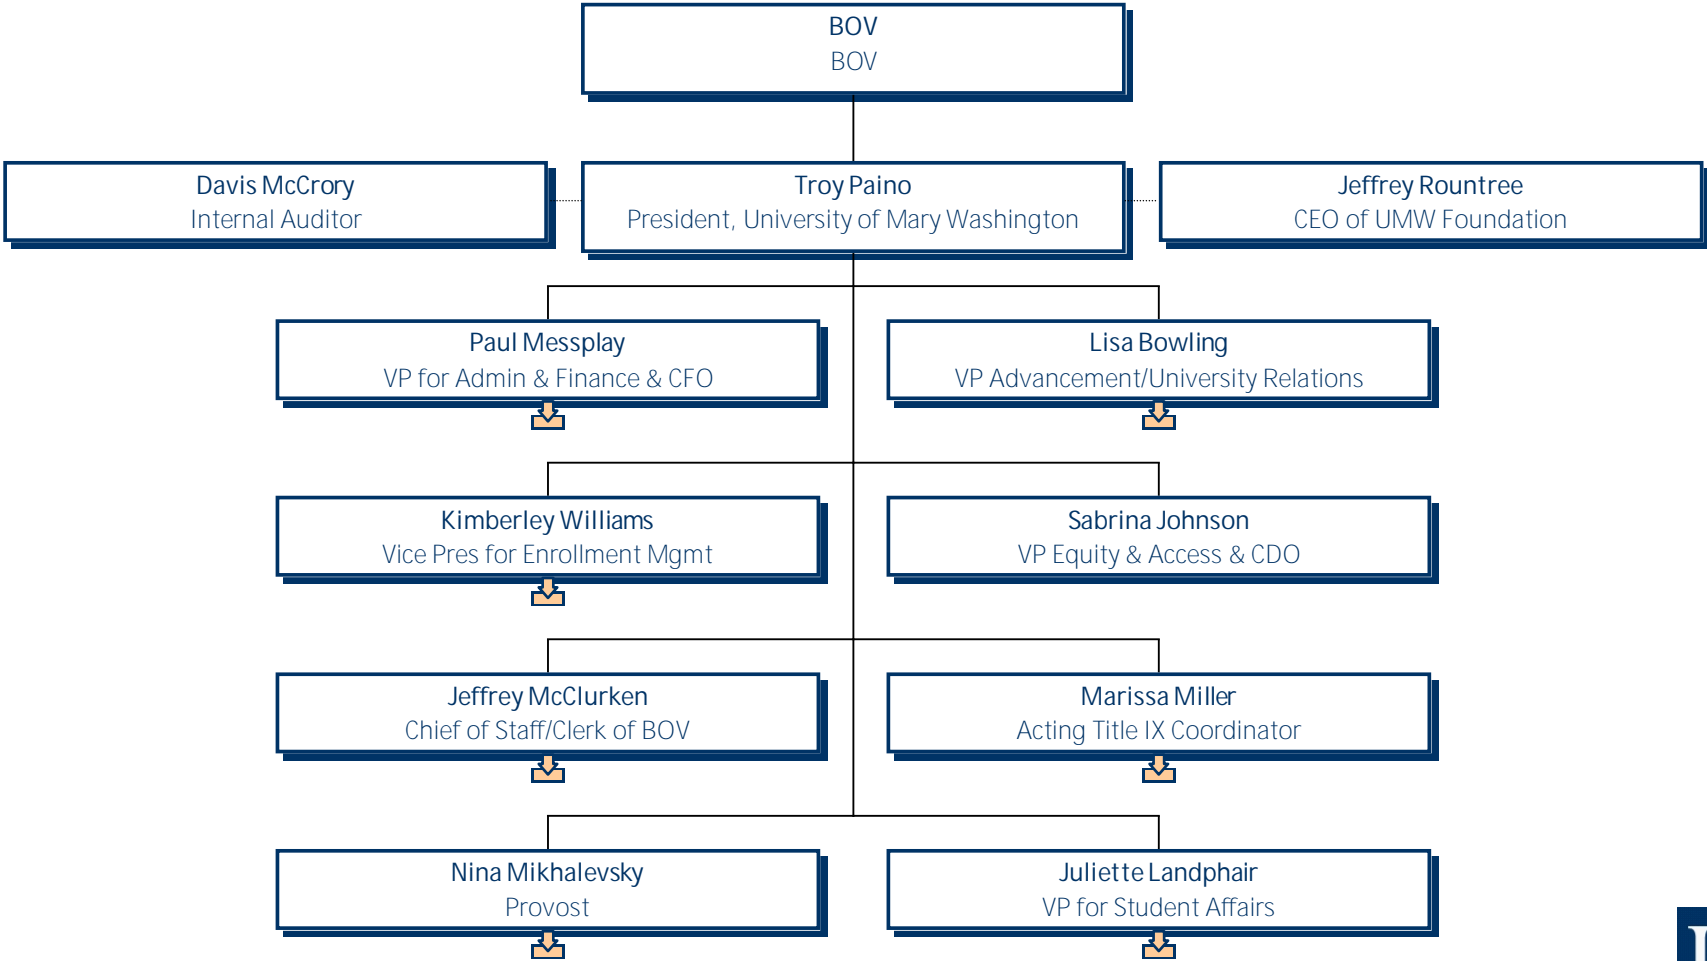 BOV
BOV
Davis McCrory
Internal Auditor
Troy Paino
President, University of Mary Washington
Jeffrey Rountree
CEO of UMW Foundation
Paul Messplay
VP for Admin & Finance & CFO
Lisa Bowling
VP Advancement/University Relations
Kimberley Williams
Vice Pres for Enrollment Mgmt
Sabrina Johnson
VP Equity & Access & CDO
Jeffrey McClurken
Chief of Staff/Clerk of BOV
Marissa Miller
Acting Title IX Coordinator
Nina Mikhalevsky
Provost
Juliette Landphair
VP for Student Affairs